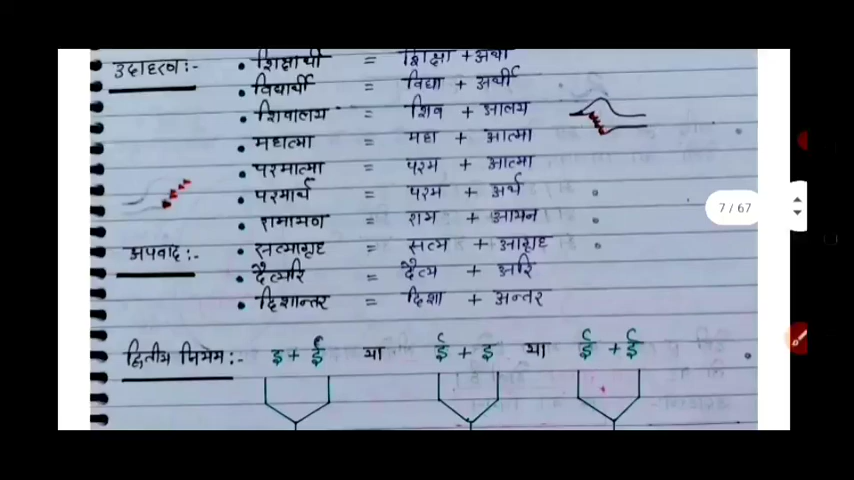 उदाहरण:- • शिक्षार्थी = शिक्षा + अर्थी
• विद्यार्थी = विद्या + अर्थी
• शिवालय = शिव + आलय
• महात्मा = महा + आत्मा
• परमात्मा = परम + आत्मा
• परमार्थ = परम + अर्थ
• रामायण = राम + आयन
अपवाद:- • सत्याग्रह = सत्य + आग्रह
• दैत्यारि = दैत्य + अरि
• दिशान्तर = दिशा + अन्तर
द्वितीय नियम:- इ + ई या ई + इ या ई + ई
7 / 67